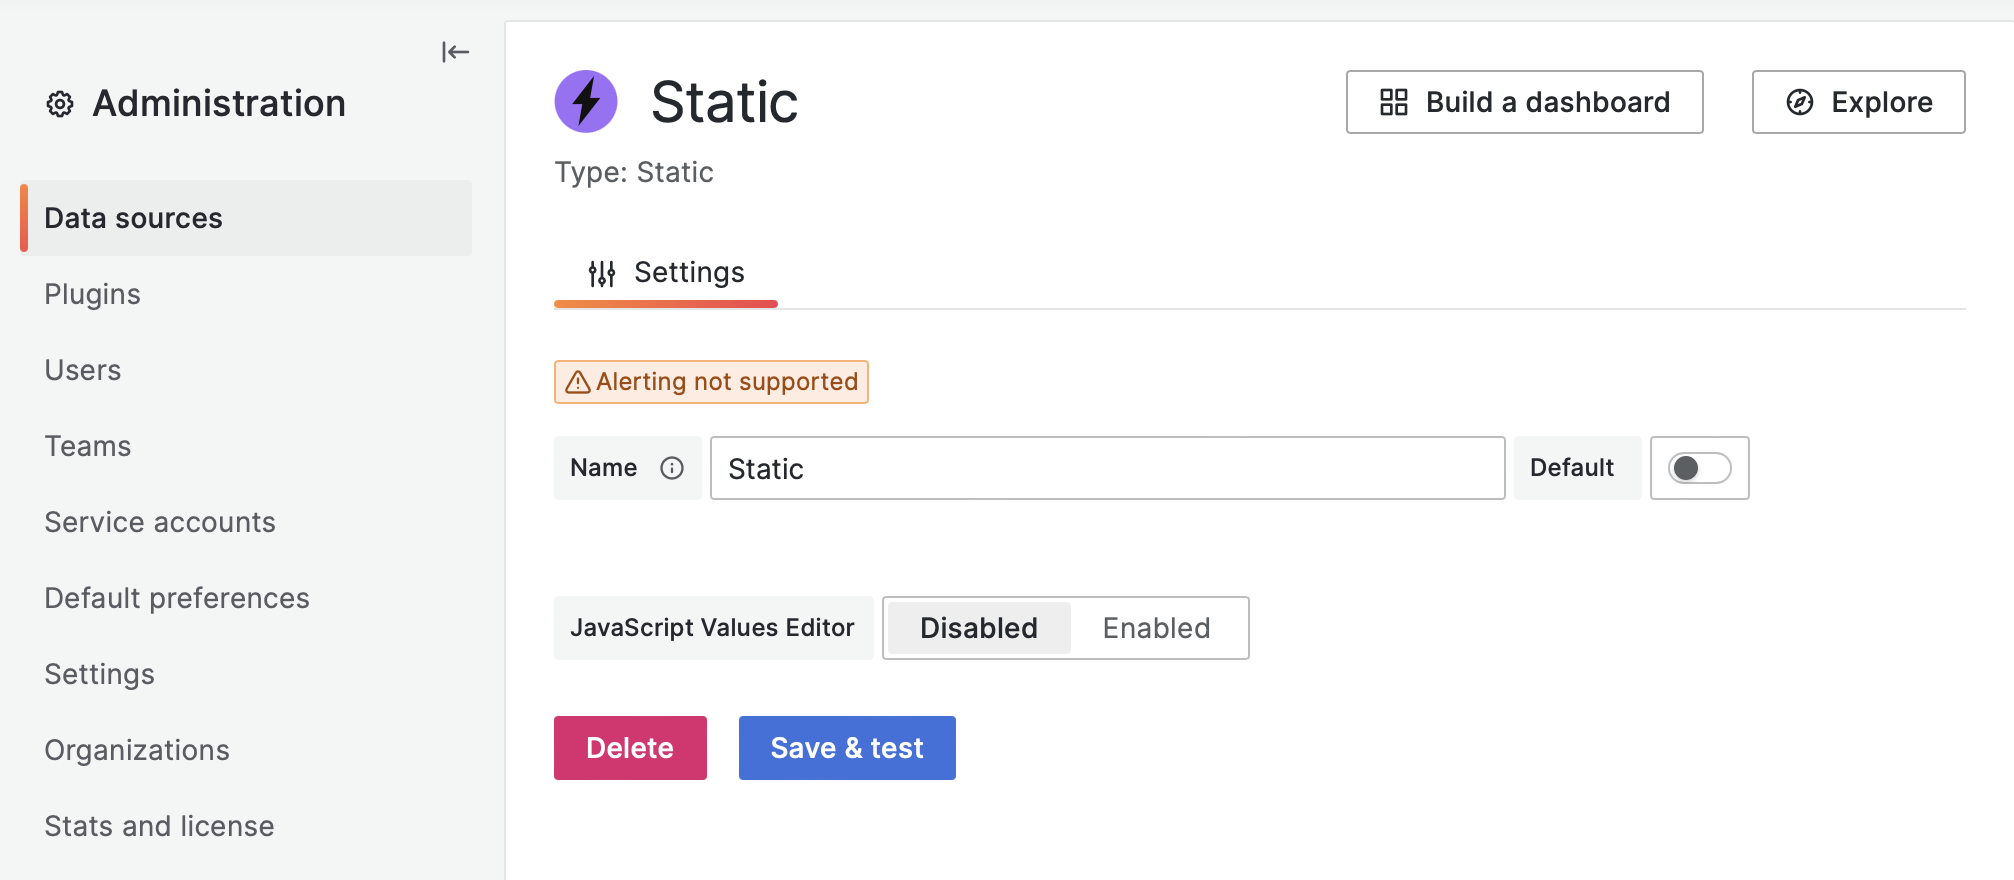 Administration
Data sources
Plugins
Users
Teams
Service accounts
Default preferences
Settings
Organizations
Stats and license
Static
Build a dashboard
Explore
Type: Static
Settings
Alerting not supported
Name
Static
Default
JavaScript Values Editor
Disabled
Enabled
Delete
Save & test